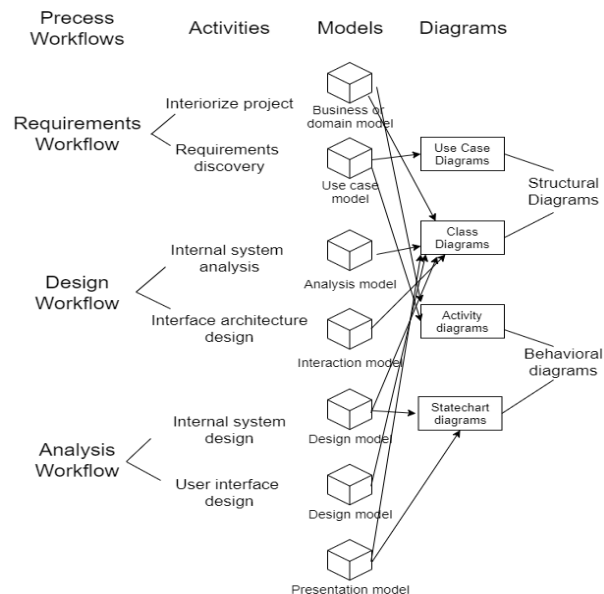 Precess
Workflows
Activities
Models
Diagrams
Requirements
Workflow
Interiorize project
Requirements
discovery
Business or
domain model
Use case
model
Use Case
Diagrams
Structural
Diagrams
Class
Diagrams
Design
Workflow
Internal system
analysis
Interface architecture
design
Analysis model
Interaction model
Activity
diagrams
Behavioral
diagrams
Statechart
diagrams
Analysis
Workflow
Internal system
design
User interface
design
Design model
Design model
Presentation model